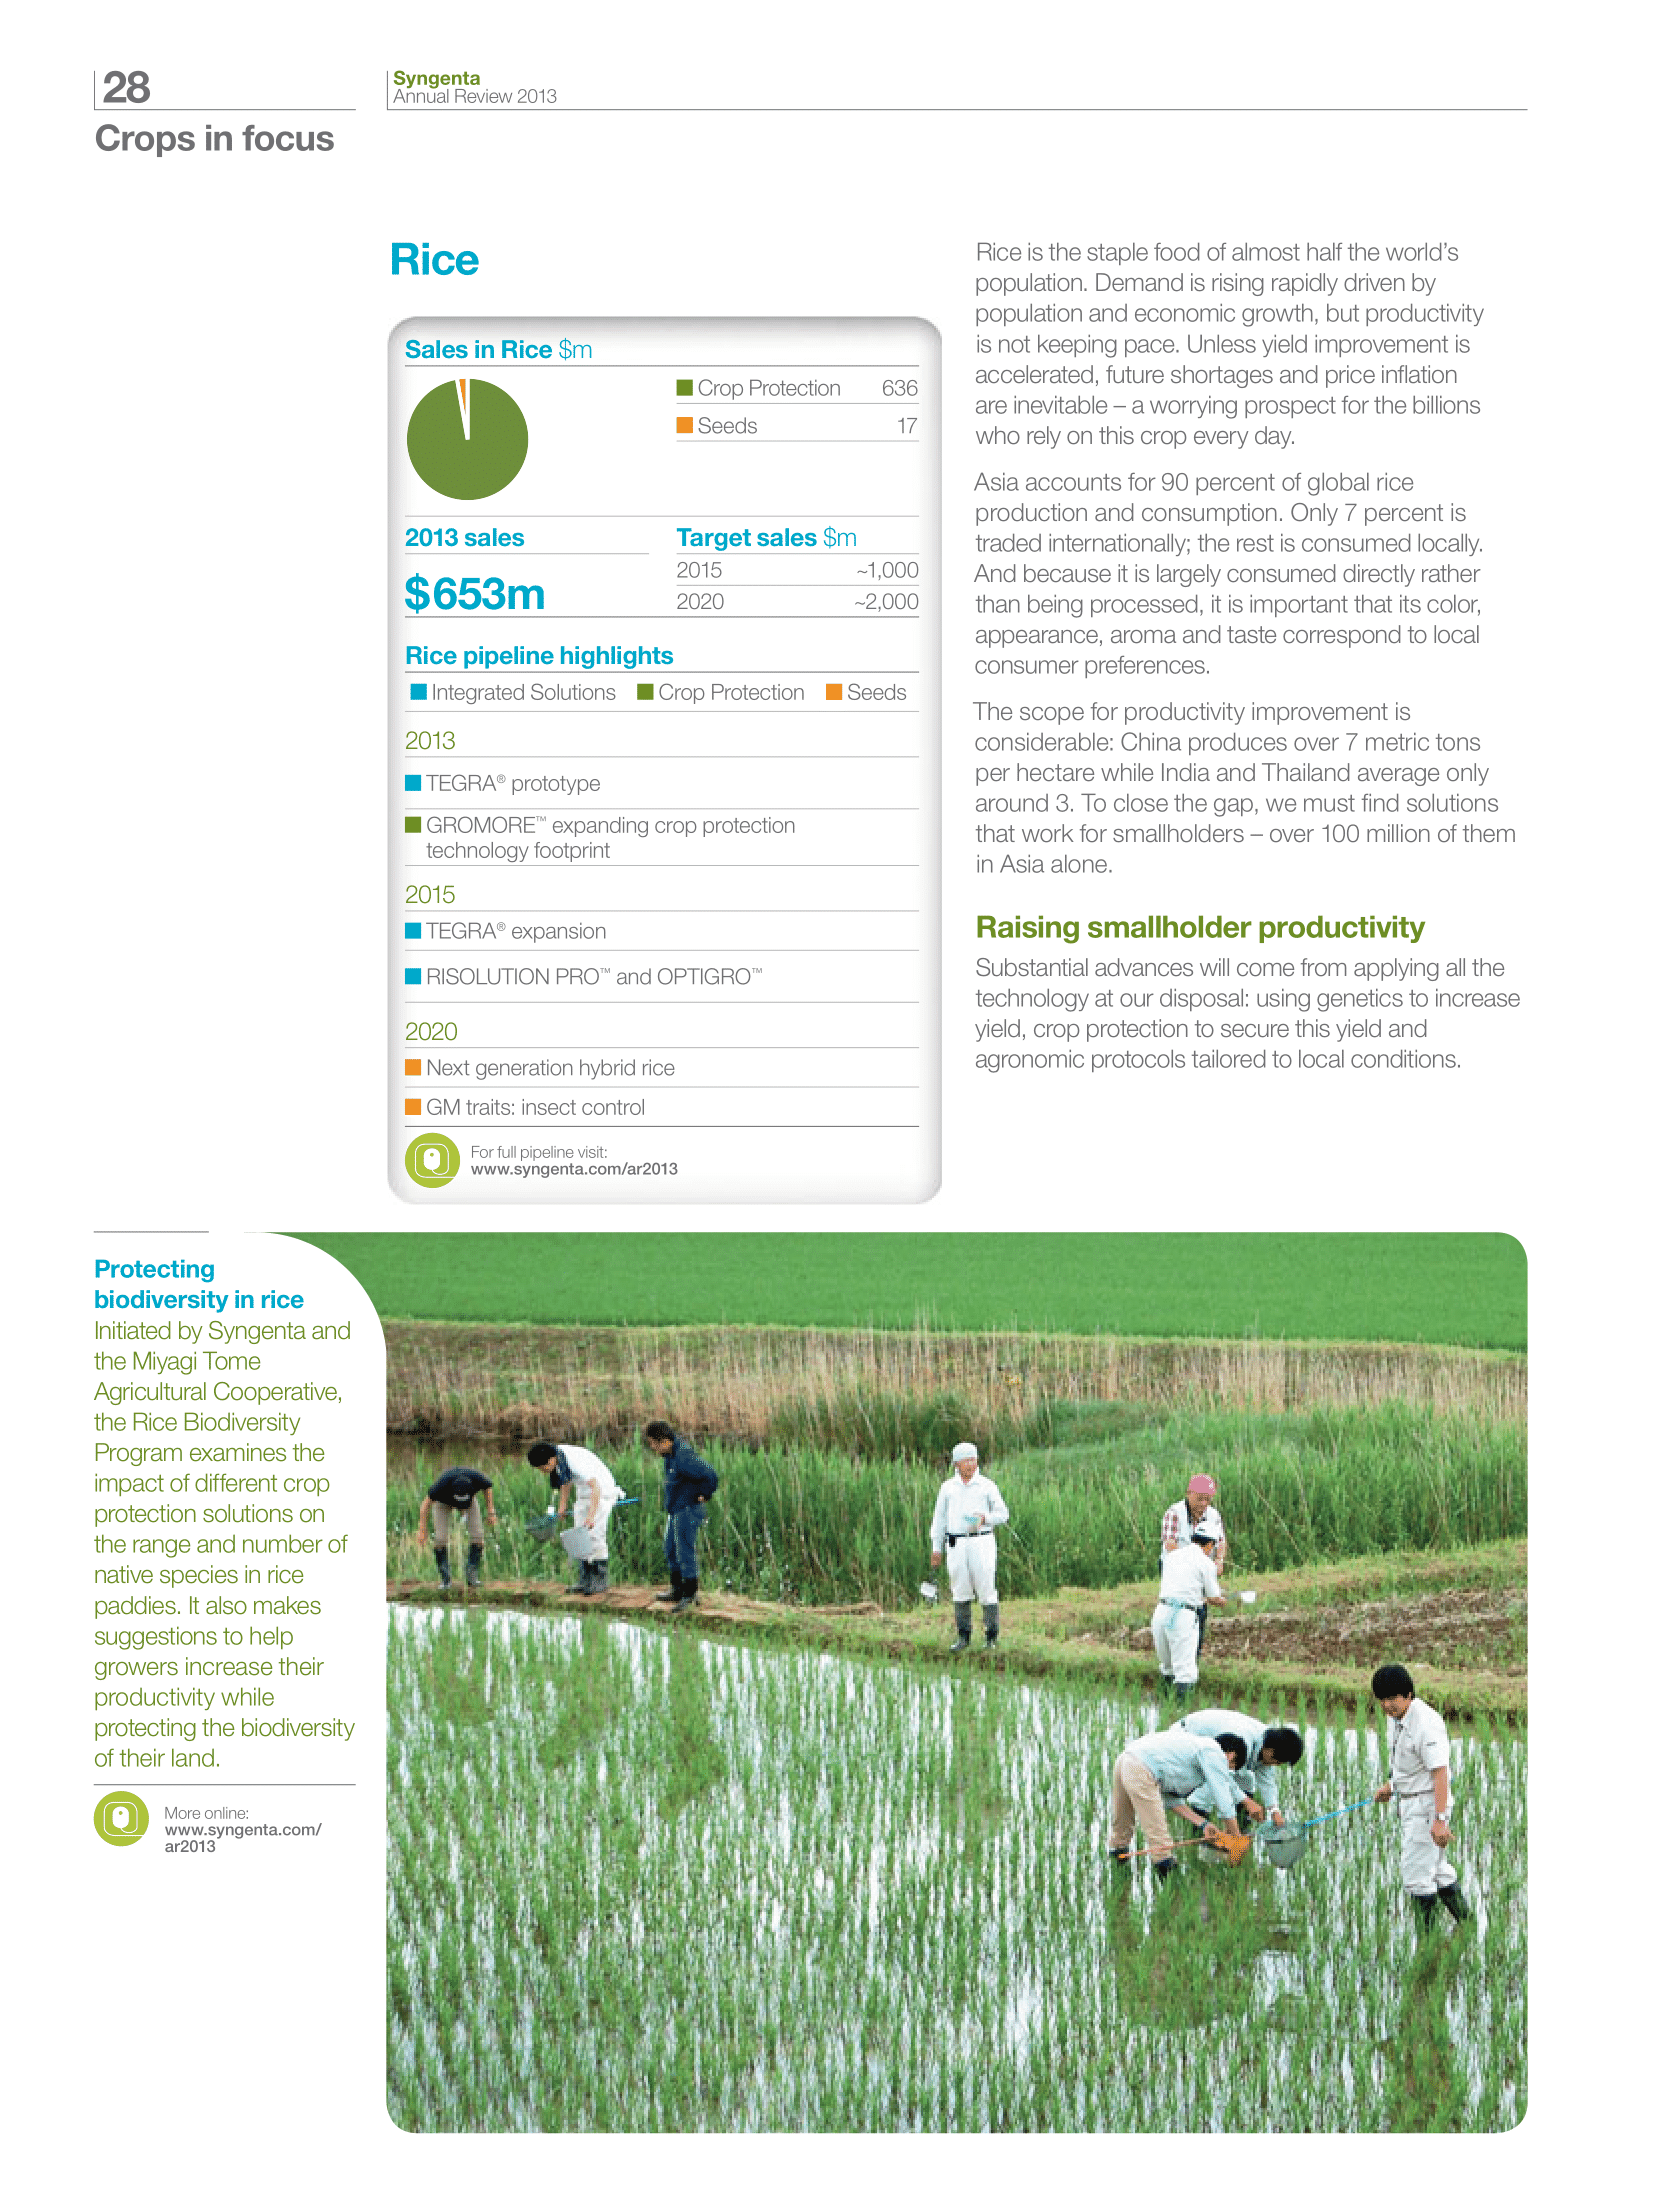 28
Syngenta
Annual Review 2013
Crops in focus
Rice
Sales in Rice $m
Crop Protection 636
Seeds 17
2013 sales
$653m
Target sales $m
2015 ~1,000
2020 ~2,000
Rice pipeline highlights
Integrated Solutions Crop Protection Seeds
2013
TEGRA® prototype
GROMORE™ expanding crop protection
technology footprint
2015
TEGRA® expansion
RISOLUTION PRO™ and OPTIGRO™
2020
Next generation hybrid rice
GM traits: insect control
For full pipeline visit:
www.syngenta.com/ar2013
Rice is the staple food of almost half the world's
population. Demand is rising rapidly driven by
population and economic growth, but productivity
is not keeping pace. Unless yield improvement is
accelerated, future shortages and price inflation
are inevitable – a worrying prospect for the billions
who rely on this crop every day.
Asia accounts for 90 percent of global rice
production and consumption. Only 7 percent is
traded internationally; the rest is consumed locally.
And because it is largely consumed directly rather
than being processed, it is important that its color,
appearance, aroma and taste correspond to local
consumer preferences.
The scope for productivity improvement is
considerable: China produces over 7 metric tons
per hectare while India and Thailand average only
around 3. To close the gap, we must find solutions
that work for smallholders – over 100 million of them
in Asia alone.
Raising smallholder productivity
Substantial advances will come from applying all the
technology at our disposal: using genetics to increase
yield, crop protection to secure this yield and
agronomic protocols tailored to local conditions.
Protecting
biodiversity in rice
Initiated by Syngenta and
the Miyagi Tome
Agricultural Cooperative,
the Rice Biodiversity
Program examines the
impact of different crop
protection solutions on
the range and number of
native species in rice
paddies. It also makes
suggestions to help
growers increase their
productivity while
protecting the biodiversity
of their land.
More online:
www.syngenta.com/
ar2013